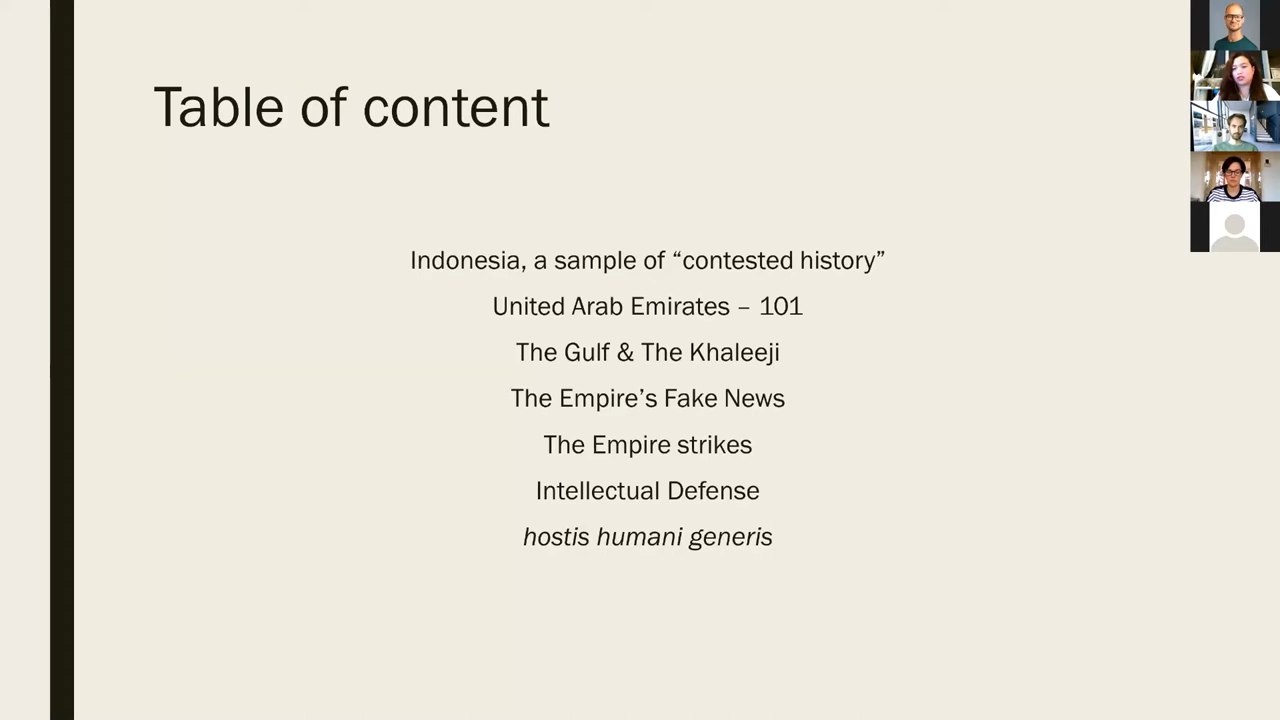 Table of content
Indonesia, a sample of “contested history”
United Arab Emirates – 101
The Gulf & The Khaleeji
The Empire’s Fake News
The Empire strikes
Intellectual Defense
hostis humani generis